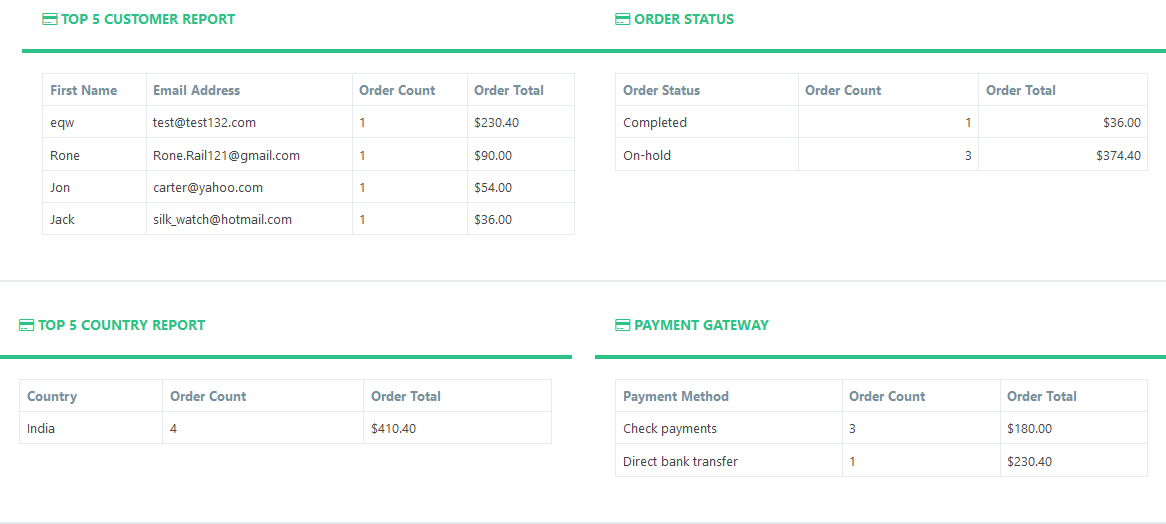 TOP 5 CUSTOMER REPORT
First Name Email Address Order Count Order Total
eqw test@test132.com 1 $230.40
Rone Rone.Rail121@gmail.com 1 $90.00
Jon carter@yahoo.com 1 $54.00
Jack silk_watch@hotmail.com 1 $36.00
ORDER STATUS
Order Status Order Count Order Total
Completed 1 $36.00
On-hold 3 $374.40
TOP 5 COUNTRY REPORT
Country Order Count Order Total
India 4 $410.40
PAYMENT GATEWAY
Payment Method Order Count Order Total
Check payments 3 $180.00
Direct bank transfer 1 $230.40